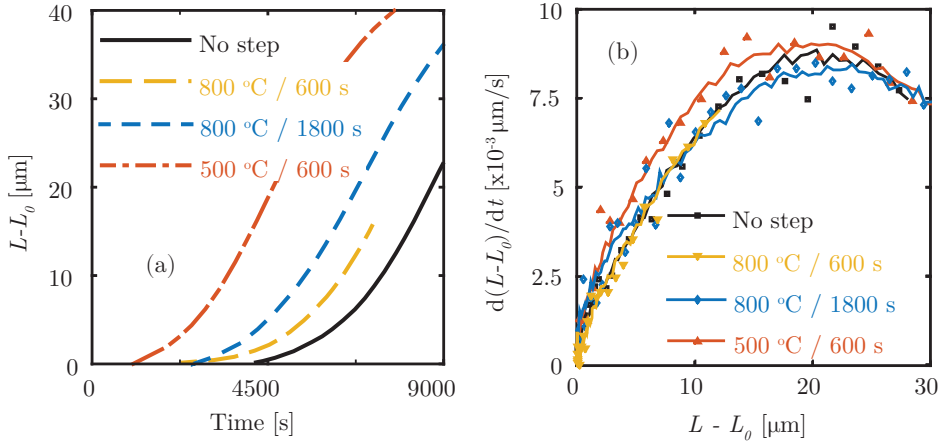 40
30
20
10
0
L-L0 [μm]
No step
800 °C / 600 s
800 °C / 1800 s
500 °C / 600 s
(a)
0
4500
9000
Time [s]
10
7.5
5
2.5
0
d(L-L0)/dt [x10-3 μm/s]
(b)
No step
800 °C / 600 s
800 °C / 1800 s
500 °C / 600 s
0
10
20
30
L - L0 [μm]